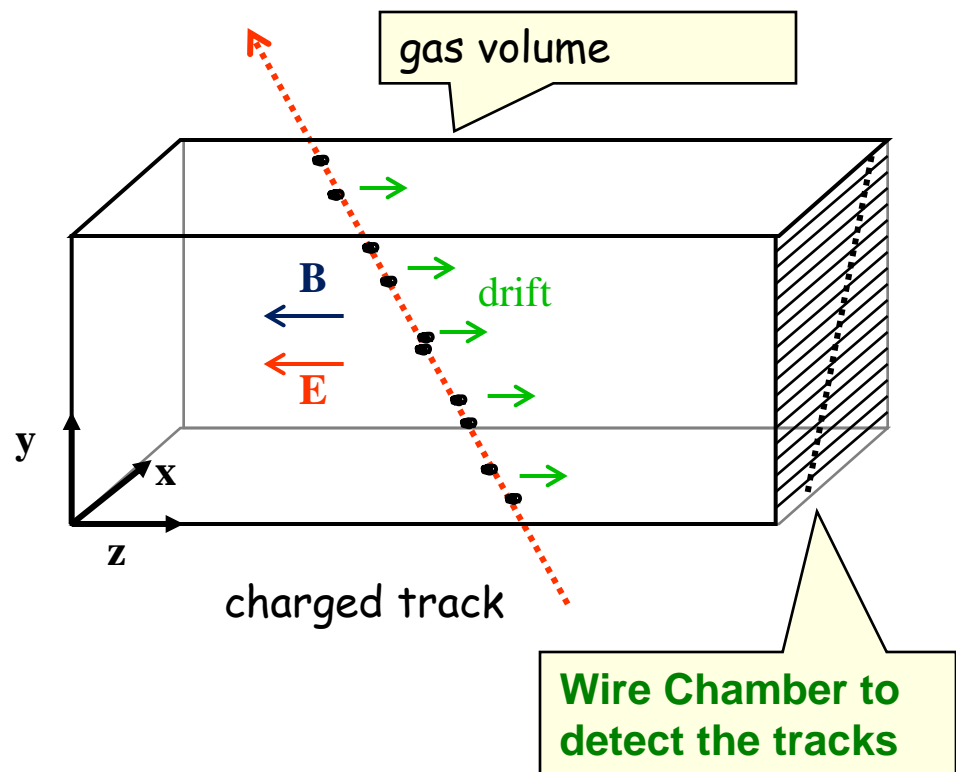 gas volume
B
drift
E
y
x
z
charged track
Wire Chamber to
detect the tracks